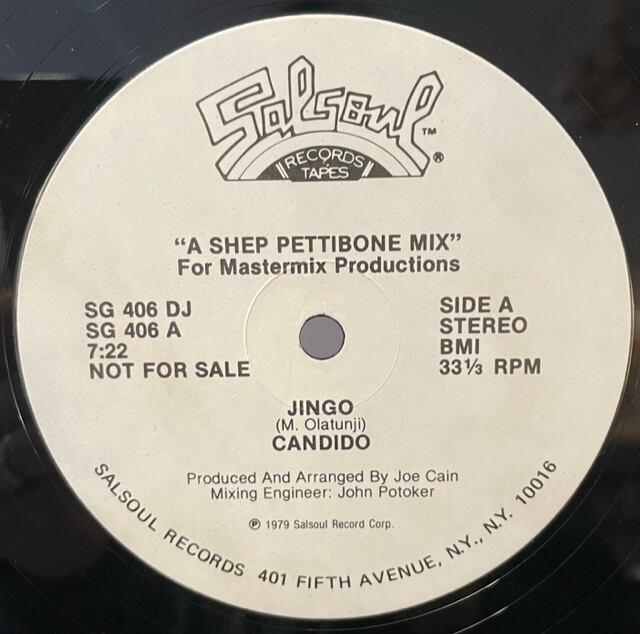 Salsoul TM ®
RECORDS
TAPES
"A SHEP PETTIBONE MIX"
For Mastermix Productions
SG 406 DJ
SG 406 A
7:22
NOT FOR SALE
SIDE A
STEREO
BMI
33⅓ RPM
JINGO
(M. Olatunji)
CANDIDO
Produced And Arranged By Joe Cain
Mixing Engineer: John Potoker
℗ 1979 Salsoul Record Corp.
SALSOUL RECORDS 401 FIFTH AVENUE, N.Y., N.Y. 10016